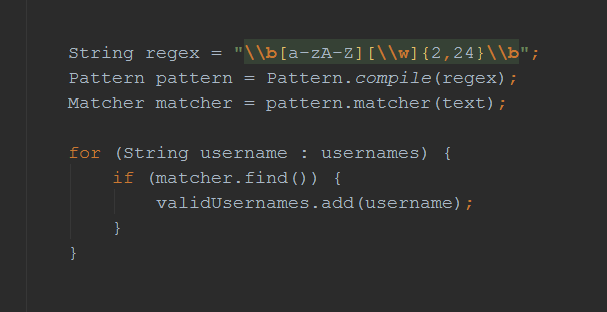 String regex = "\\b[a-zA-Z][\\w]{2,24}\\b";
Pattern pattern = Pattern.compile(regex);
Matcher matcher = pattern.matcher(text);
for (String username : usernames) {
if (matcher.find()) {
validUsernames.add(username);
}
}